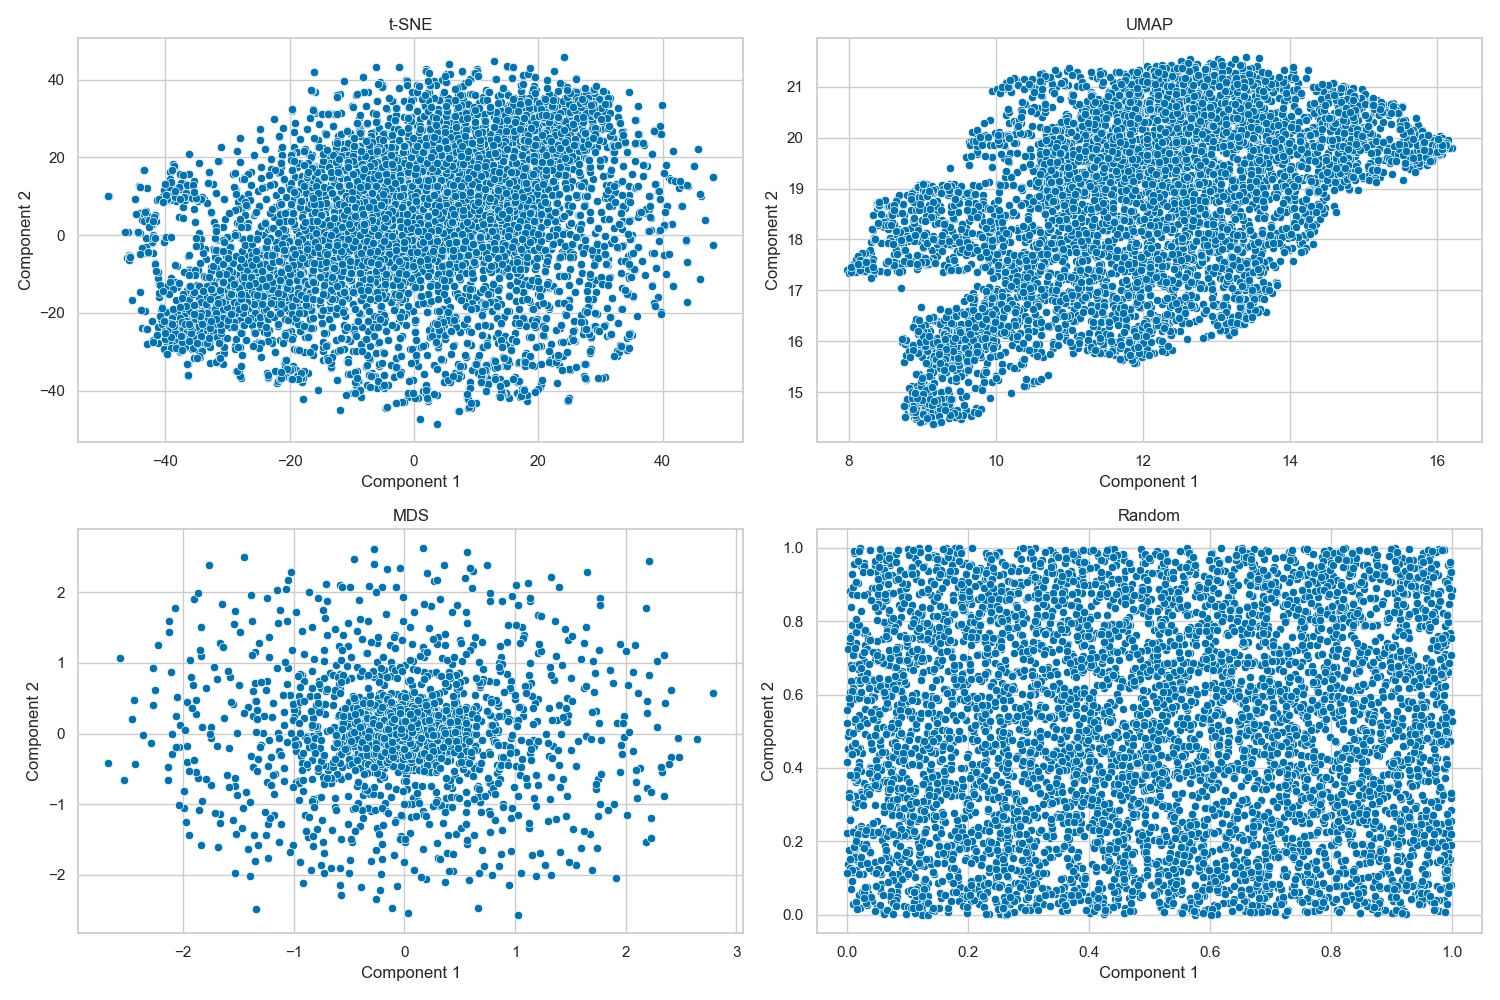 t-SNE
40
20
0
−20
−40
Component 2
−40 −20 0 20 40
Component 1
UMAP
21
20
19
18
17
16
15
Component 2
8 10 12 14 16
Component 1
MDS
2
1
0
−1
−2
Component 2
−2 −1 0 1 2 3
Component 1
Random
1.0
0.8
0.6
0.4
0.2
0.0
Component 2
0.0 0.2 0.4 0.6 0.8 1.0
Component 1